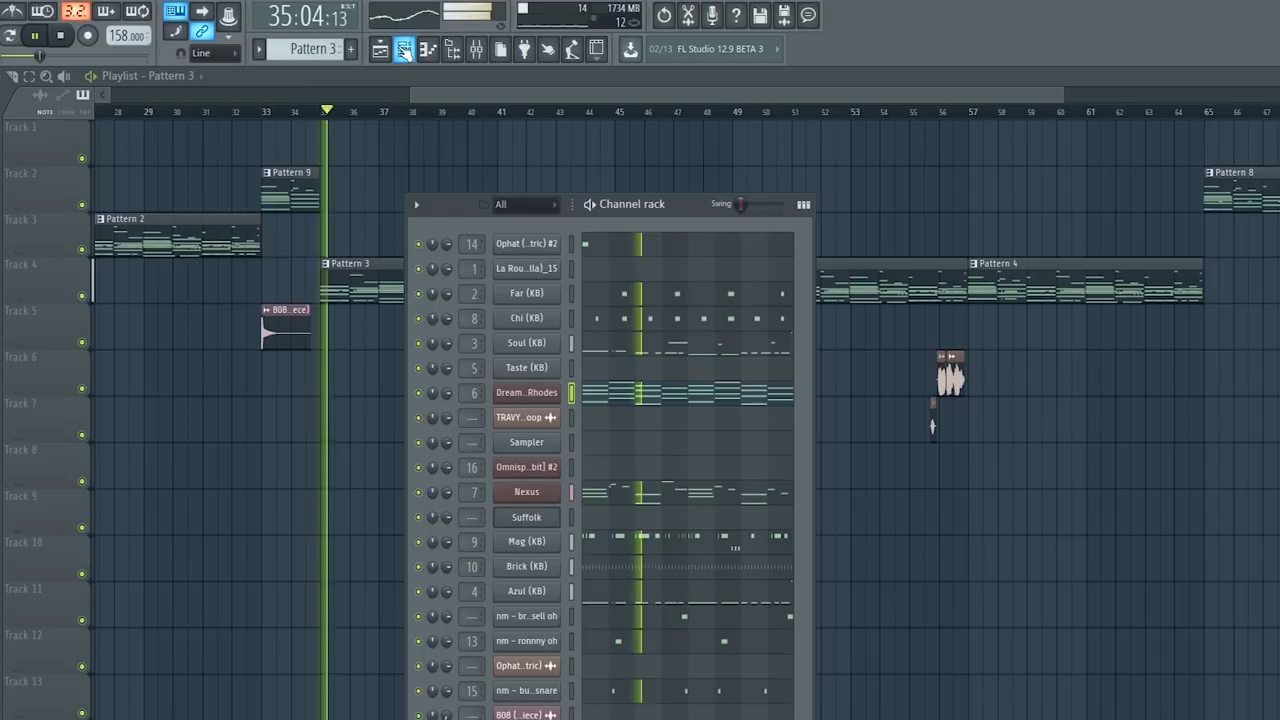 3.2
158.000
35:04:13
B:S:T
Pattern 3
+
Line
14
1734 MB
12
02/13 FL Studio 12.9 BETA 3
Playlist - Pattern 3
NOTE
28 29 30 31 32 33 34 37 38 39 40 41 42 43 44 45 46 47 48 49 50 51 52 53 54 55 56 57 58 59 60 61 62 63 64 65 66 67
Track 1
Track 2
Pattern 9
Pattern 8
Track 3
Pattern 2
Track 4
Pattern 3
Pattern 4
Track 5
808..ece)
Track 6
Track 7
Track 8
Track 9
Track 10
Track 11
Track 12
Track 13
All
Channel rack
Swing
14 Ophat (..tric) #2
1 La Rou..lla)_15
2 Far (KB)
8 Chi (KB)
3 Soul (KB)
5 Taste (KB)
6 Dream..Rhodes
--- TRAVY..oop
--- Sampler
16 Omnisp..bit] #2
7 Nexus
--- Suffolk
9 Mag (KB)
10 Brick (KB)
4 Azul (KB)
--- nm - br..sell oh
13 nm - ronnny oh
--- Ophat..tric)
15 nm - bu..snare
808 (..iece)